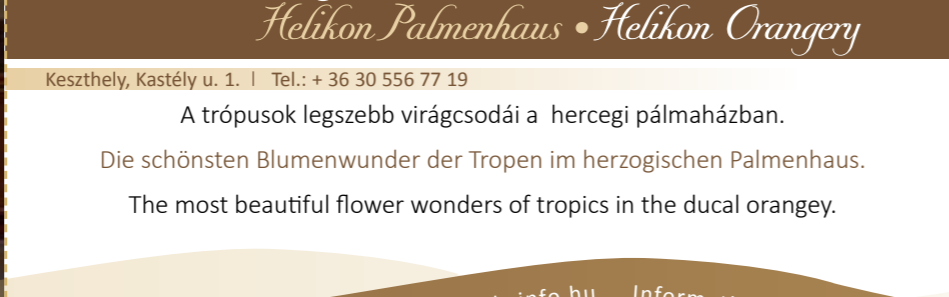 Helikon Palmenhaus • Helikon Orangery
Keszthely, Kastély u. 1. | Tel.: + 36 30 556 77 19
A trópusok legszebb virágcsodái a hercegi pálmaházban.
Die schönsten Blumenwunder der Tropen im herzogischen Palmenhaus.
The most beautiful flower wonders of tropics in the ducal orangey.